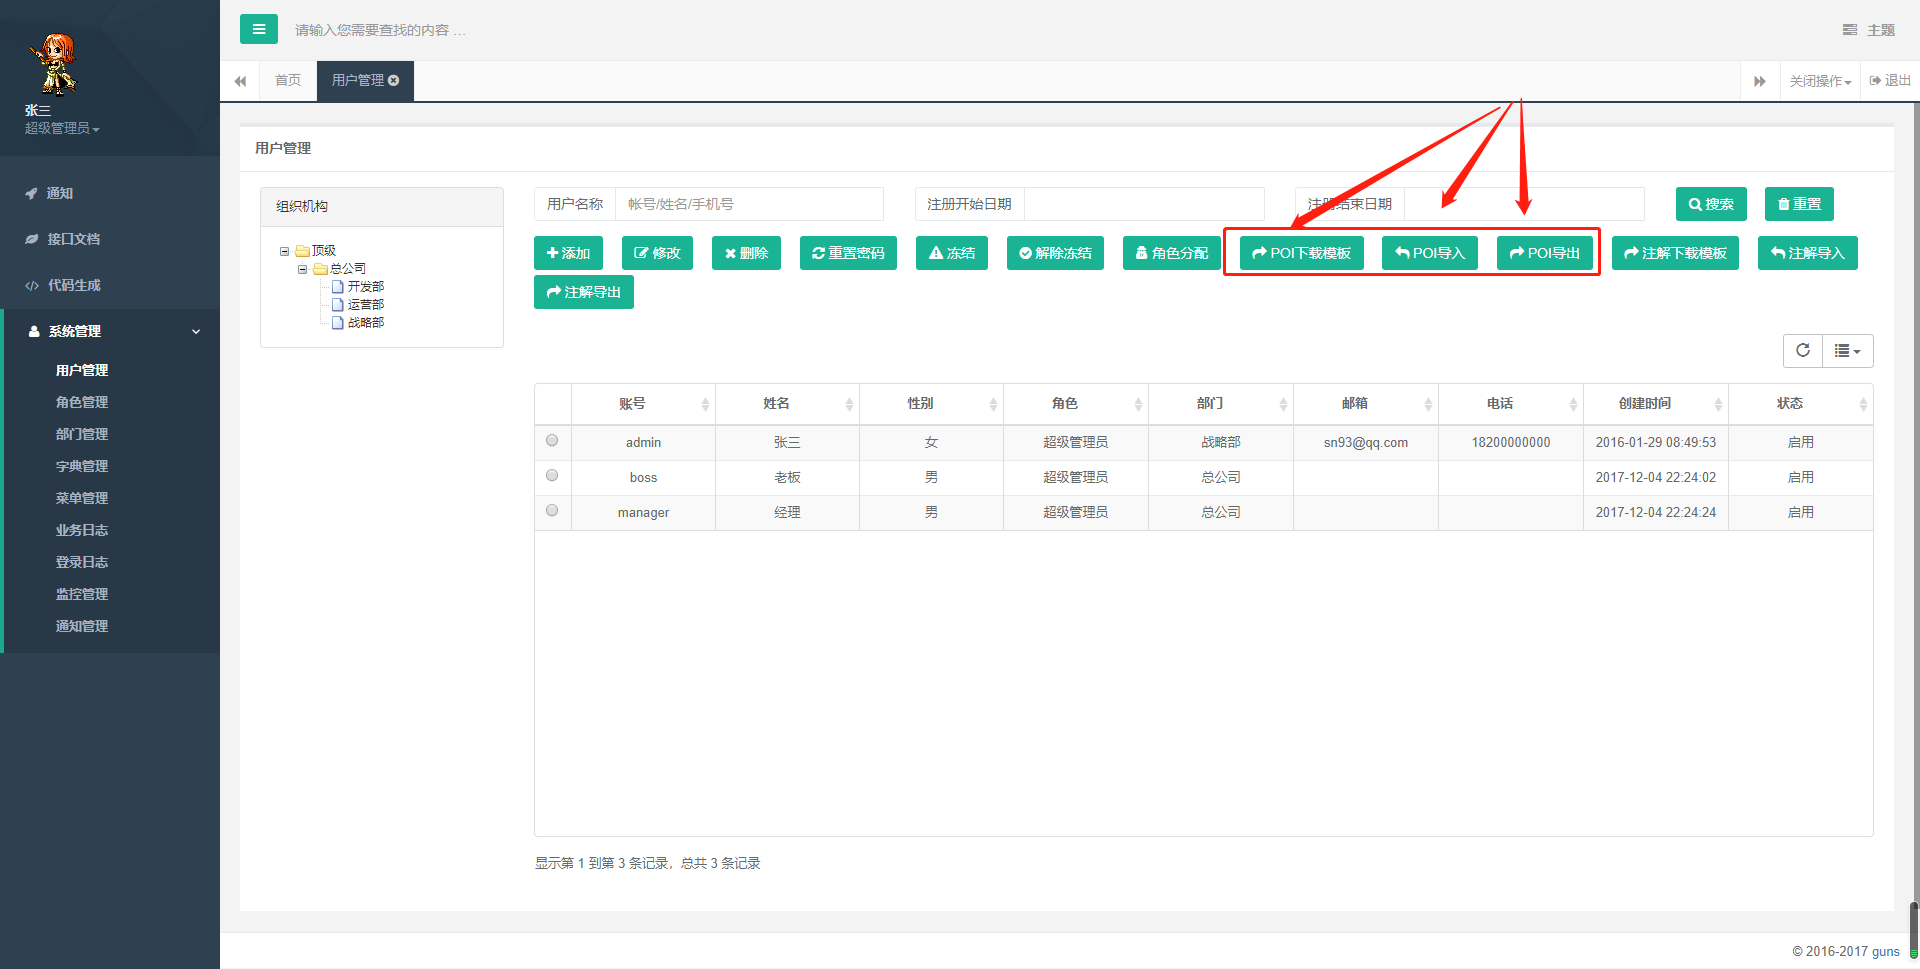 请输入您需要查找的内容 …
主题
首页
用户管理
关闭操作
退出
张三
超级管理员
通知
接口文档
代码生成
系统管理
用户管理
角色管理
部门管理
字典管理
菜单管理
业务日志
登录日志
监控管理
通知管理
用户管理
组织机构
顶级
总公司
开发部
运营部
战略部
用户名称 帐号/姓名/手机号 注册开始日期 注册结束日期 搜索 重置
添加 修改 删除 重置密码 冻结 解除冻结 角色分配 POI下载模板 POI导入 POI导出 注解下载模板 注解导入
注解导出
账号 姓名 性别 角色 部门 邮箱 电话 创建时间 状态
admin 张三 女 超级管理员 战略部 sn93@qq.com 18200000000 2016-01-29 08:49:53 启用
boss 老板 男 超级管理员 总公司 2017-12-04 22:24:02 启用
manager 经理 男 超级管理员 总公司 2017-12-04 22:24:24 启用
显示第 1 到第 3 条记录，总共 3 条记录
© 2016-2017 guns